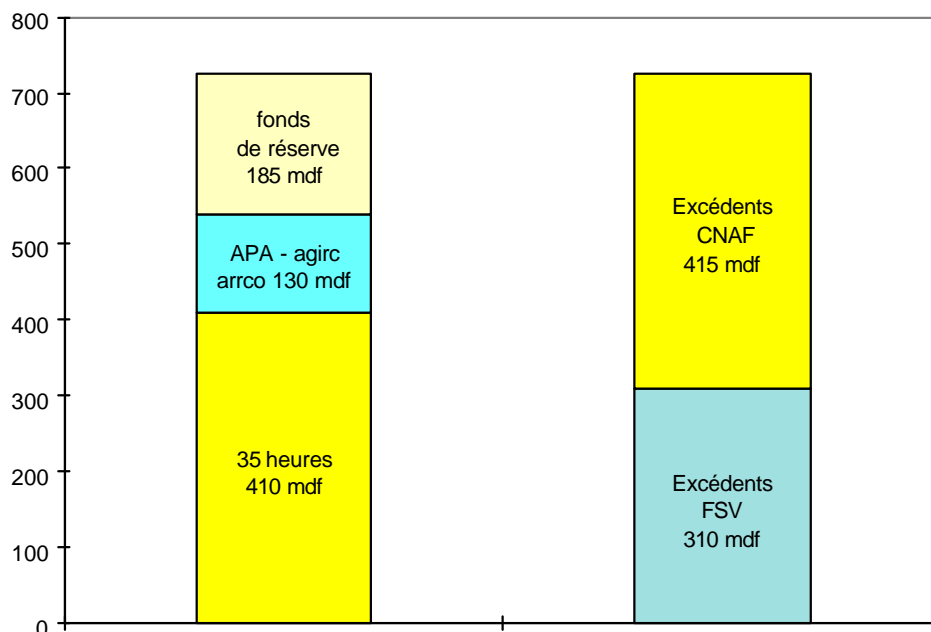 800
700
600
500
400
300
200
100
0
fonds
de réserve
185 mdf
APA - agirc
arrco 130 mdf
35 heures
410 mdf
Excédents
CNAF
415 mdf
Excédents
FSV
310 mdf